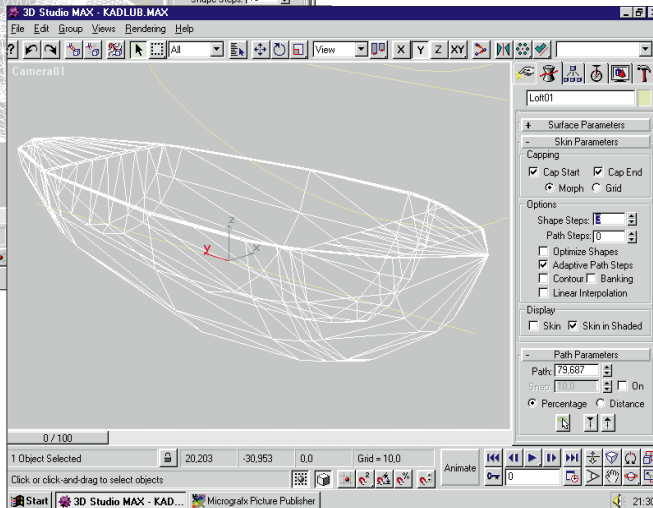 Shape Steps:
3D Studio MAX - KADLUB.MAX
File Edit Group Views Rendering Help
? All View X Y Z XY
Camera01
Loft01
+ Surface Parameters
- Skin Parameters
Capping
Cap Start Cap End
Morph Grid
Options
Shape Steps: 3
Path Steps: 0
Optimize Shapes
Adaptive Path Steps
Contour Banking
Linear Interpolation
Display
Skin Skin in Shaded
- Path Parameters
Path: 79,687
Snap: 10,0 On
Percentage Distance
z
y x
0 / 100
1 Object Selected 20,203 -30,953 0,0 Grid = 10,0 Animate
Click or click-and-drag to select objects 0
Start 3D Studio MAX - KAD... Micrografx Picture Publisher 21:30